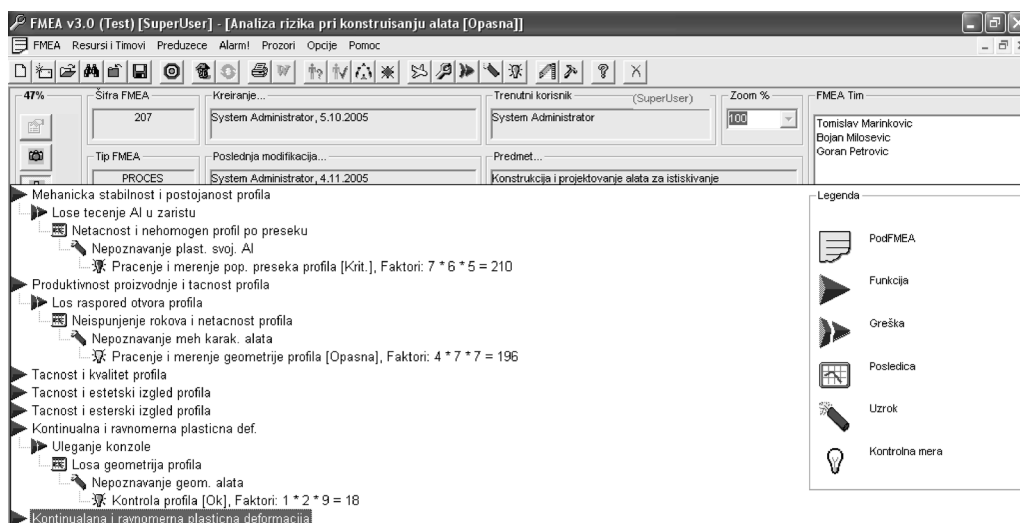 FMEA v3.0 (Test) [SuperUser] - [Analiza rizika pri konstruisanju alata [Opasna]]
FMEA Resursi i Timovi Preduzece Alarm! Prozori Opcije Pomoc
47% Šifra FMEA Kreiranje... Trenutni korisnik (SuperUser) Zoom % FMEA Tim
207 System Administrator, 5.10.2005 System Administrator 100
Tomislav Marinkovic
Bojan Milosevic
Goran Petrovic
Tip FMEA Poslednja modifikacija... Predmet...
PROCES System Administrator, 4.11.2005 Konstrukcija i projektovanje alata za istiskivanje
Mehanicka stabilnost i postojanost profila
Lose tecenje Al u zaristu
Netacnost i nehomogen profil po preseku
Nepoznavanje plast. svoj. Al
Pracenje i merenje pop. preseka profila [Krit.], Faktori: 7 * 6 * 5 = 210
Produktivnost proizvodnje i tacnost profila
Los raspored otvora profila
Neispunjenje rokova i netacnost profila
Nepoznavanje meh karak. alata
Pracenje i merenje geometrije profila [Opasna], Faktori: 4 * 7 * 7 = 196
Tacnost i kvalitet profila
Tacnost i estetski izgled profila
Tacnost i esterski izgled profila
Kontinualna i ravnomerna plasticna def.
Uleganje konzole
Losa geometrija profila
Nepoznavanje geom. alata
Kontrola profila [Ok], Faktori: 1 * 2 * 9 = 18
Kontinualana i ravnomerna plasticna deformacija
Legenda
PodFMEA
Funkcija
Greška
Posledica
Uzrok
Kontrolna mera